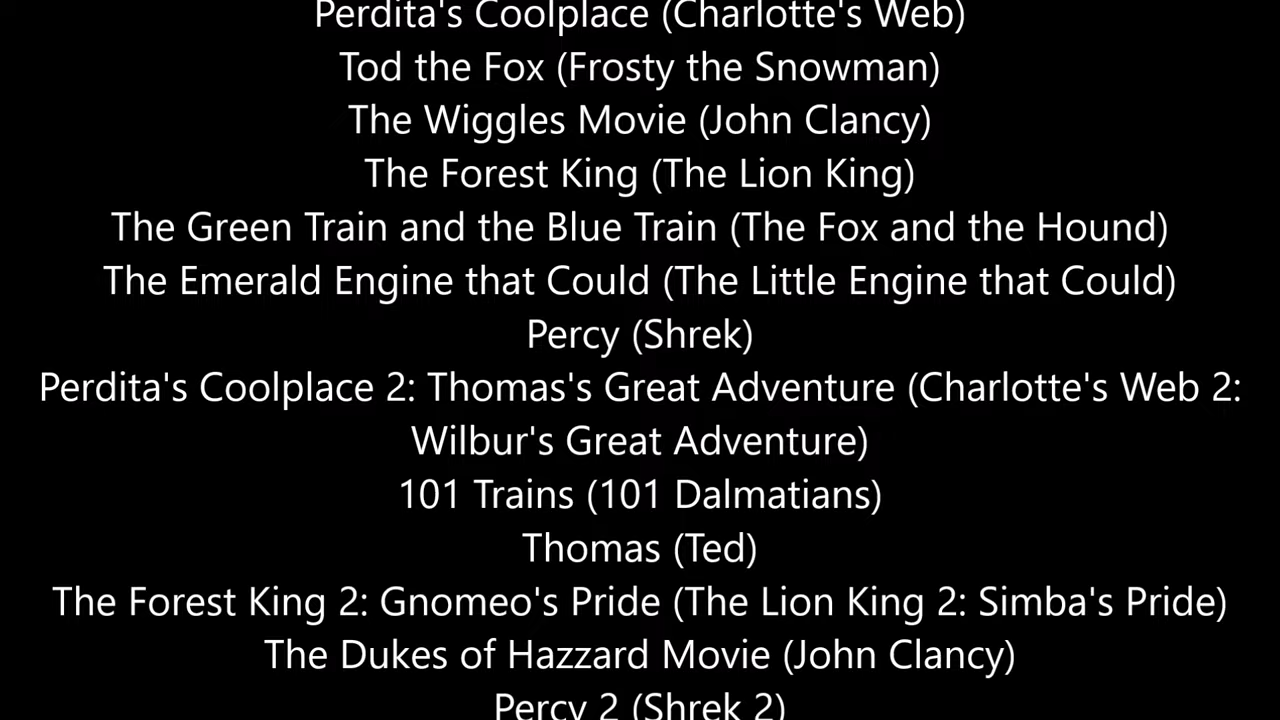 Perdita's Coolplace (Charlotte's Web)
Tod the Fox (Frosty the Snowman)
The Wiggles Movie (John Clancy)
The Forest King (The Lion King)
The Green Train and the Blue Train (The Fox and the Hound)
The Emerald Engine that Could (The Little Engine that Could)
Percy (Shrek)
Perdita's Coolplace 2: Thomas's Great Adventure (Charlotte's Web 2:
Wilbur's Great Adventure)
101 Trains (101 Dalmatians)
Thomas (Ted)
The Forest King 2: Gnomeo's Pride (The Lion King 2: Simba's Pride)
The Dukes of Hazzard Movie (John Clancy)
Percy 2 (Shrek 2)